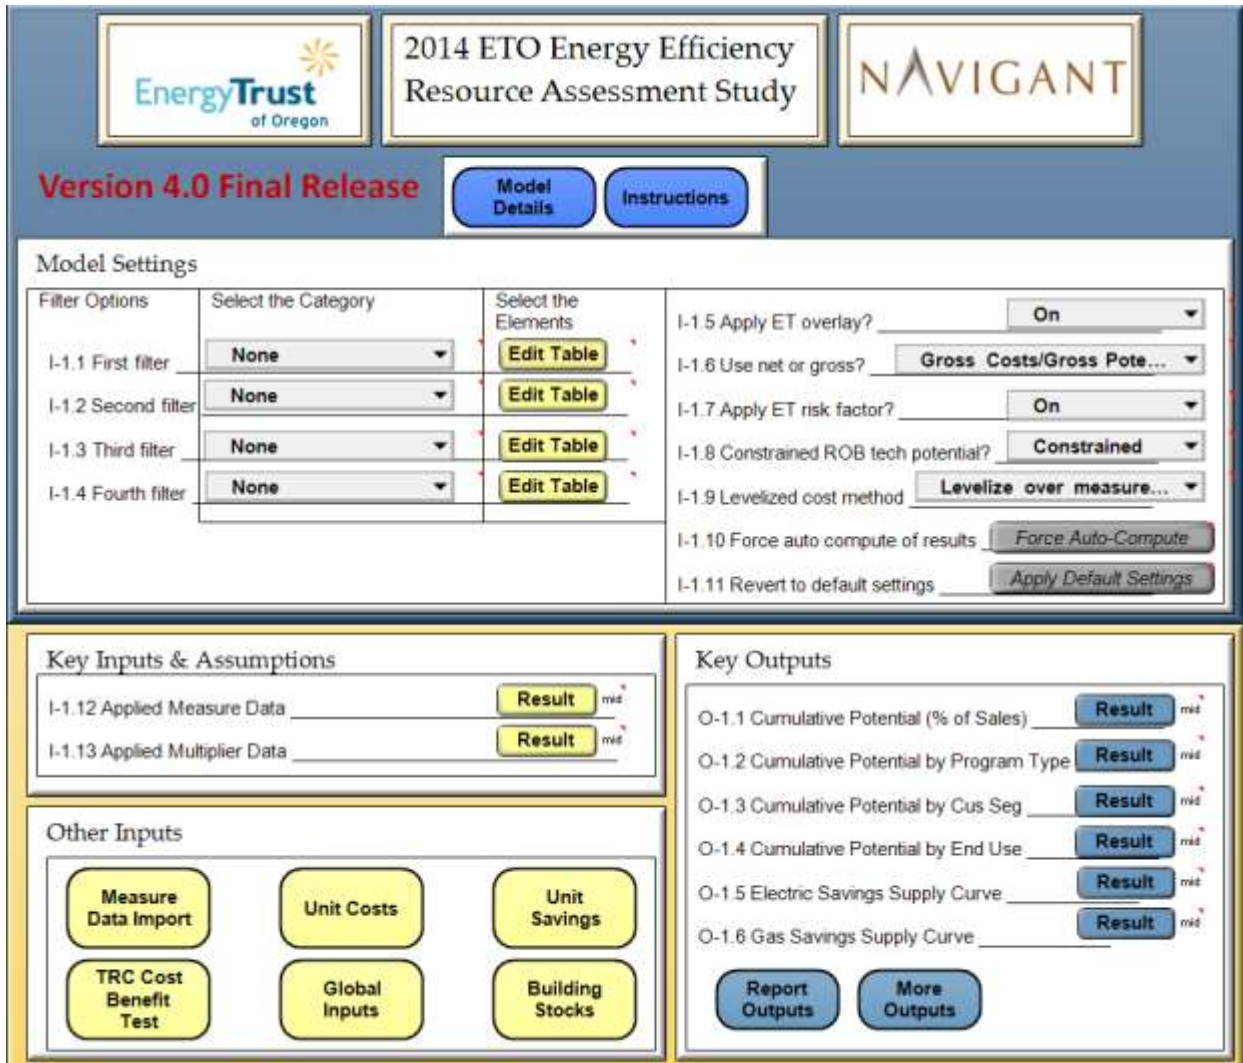 EnergyTrust
of Oregon
2014 ETO Energy Efficiency
Resource Assessment Study
NAVIGANT
Version 4.0 Final Release
Model
Details
Instructions
Model Settings
Filter Options
Select the Category
Select the
Elements
I-1.1 First filter
None
Edit Table
I-1.2 Second filter
None
Edit Table
I-1.3 Third filter
None
Edit Table
I-1.4 Fourth filter
None
Edit Table
I-1.5 Apply ET overlay?
On
I-1.6 Use net or gross?
Gross Costs/Gross Pote...
I-1.7 Apply ET risk factor?
On
I-1.8 Constrained ROB tech potential?
Constrained
I-1.9 Levelized cost method
Levelize over measure...
I-1.10 Force auto compute of results
Force Auto-Compute
I-1.11 Revert to default settings
Apply Default Settings
Key Inputs & Assumptions
I-1.12 Applied Measure Data
Result
mid
I-1.13 Applied Multiplier Data
Result
mid
Other Inputs
Measure
Data Import
Unit Costs
Unit
Savings
TRC Cost
Benefit
Test
Global
Inputs
Building
Stocks
Key Outputs
O-1.1 Cumulative Potential (% of Sales)
Result
mid
O-1.2 Cumulative Potential by Program Type
Result
mid
O-1.3 Cumulative Potential by Cus Seg
Result
mid
O-1.4 Cumulative Potential by End Use
Result
mid
O-1.5 Electric Savings Supply Curve
Result
mid
O-1.6 Gas Savings Supply Curve
Result
mid
Report
Outputs
More
Outputs